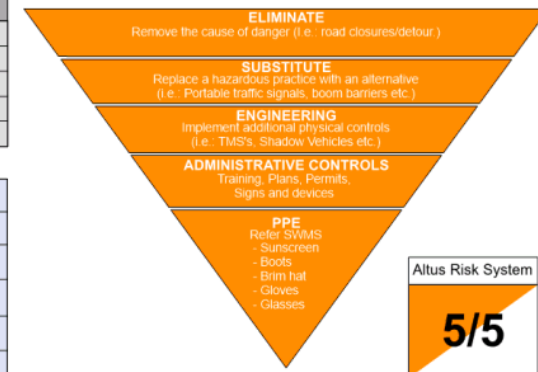 ELIMINATE
Remove the cause of danger (I.e.: road closures/detour.)
SUBSTITUTE
Replace a hazardous practice with an alternative
(i.e.: Portable traffic signals, boom barriers etc.)
ENGINEERING
Implement additional physical controls
(i.e.: TMS's, Shadow Vehicles etc.)
ADMINISTRATIVE CONTROLS
Training, Plans, Permits,
Signs and devices
PPE
Refer SWMS
- Sunscreen
- Boots
- Brim hat
- Gloves
- Glasses
Altus Risk System
5/5